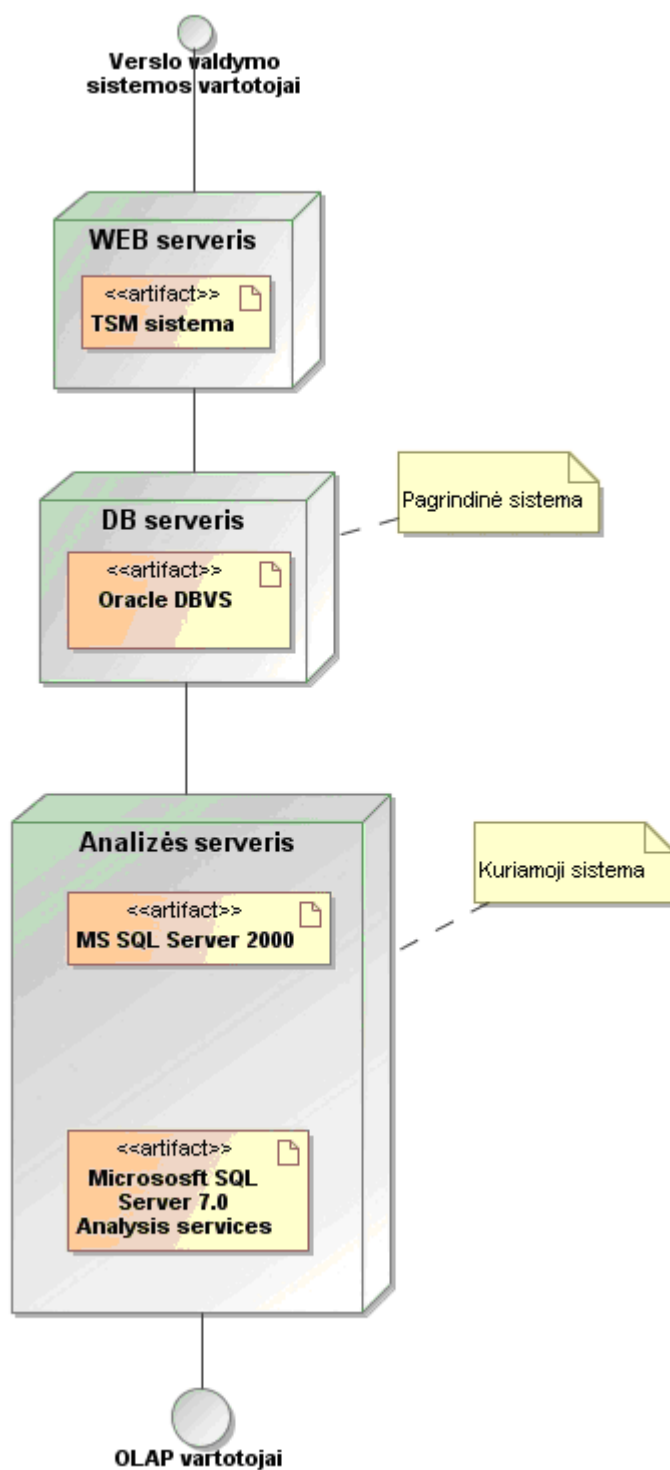 Verslo valdymo
sistemos vartotojai
WEB serveris
<<artifact>>
TSM sistema
DB serveris
Pagrindinė sistema
<<artifact>>
Oracle DBVS
Analizės serveris
Kuriamoji sistema
<<artifact>>
MS SQL Server 2000
<<artifact>>
Micrososft SQL
Server 7.0
Analysis services
OLAP vartotojai